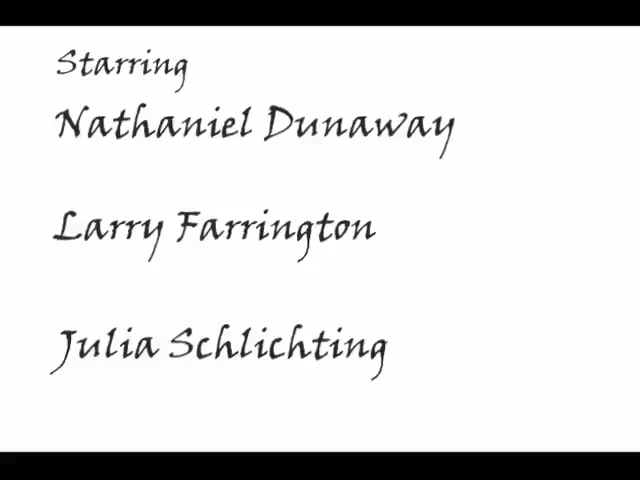 Starring
Nathaniel Dunaway
Larry Farrington
Julia Schlichting